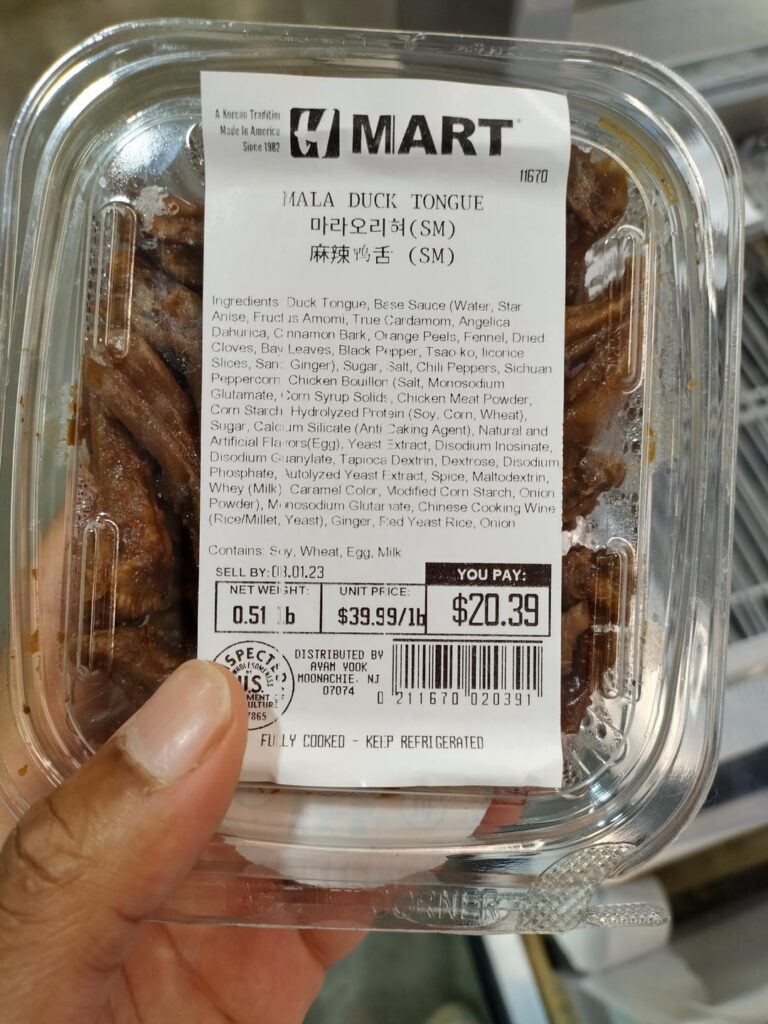 A Korean Tradition
Made In America
Since 1982
H MART
11670
MALA DUCK TONGUE
마라오리혀(SM)
麻辣鸭舌 (SM)
Ingredients: Duck Tongue, Base Sauce (Water, Star
Anise, Fructus Amomi, True Cardamom, Angelica
Dahurica, Cinnamon Bark, Orange Peels, Fennel, Dried
Cloves, Bay Leaves, Black Pepper, Tsao-ko, licorice
Slices, Sand Ginger), Sugar, Salt, Chili Peppers, Sichuan
Peppercorn, Chicken Bouillon (Salt, Monosodium
Glutamate, Corn Syrup Solids, Chicken Meat Powder,
Corn Starch, Hydrolyzed Protein (Soy, Corn, Wheat),
Sugar, Calcium Silicate (Anti Caking Agent), Natural and
Artificial Flavors(Egg), Yeast Extract, Disodium Inosinate,
Disodium Guanylate, Tapioca Dextrin, Dextrose, Disodium
Phosphate, Autolyzed Yeast Extract, Spice, Maltodextrin,
Whey (Milk), Caramel Color, Modified Corn Starch, Onion
Powder), Monosodium Glutamate, Chinese Cooking Wine
(Rice/Millet, Yeast), Ginger, Red Yeast Rice, Onion
Contains: Soy, Wheat, Egg, Milk
SELL BY: 08.01.23
YOU PAY:
NET WEIGHT: UNIT PRICE:
0.51 lb $39.99/lb $20.39
SPECTE
WHOLESOMENESS
BY
U.S.
MENT
ULTUR
7865
DISTRIBUTED BY
AYAM YOOK
MOONACHIE. NJ
07074
0 211670 020391
FULLY COOKED - KEEP REFRIGERATED
CORNER